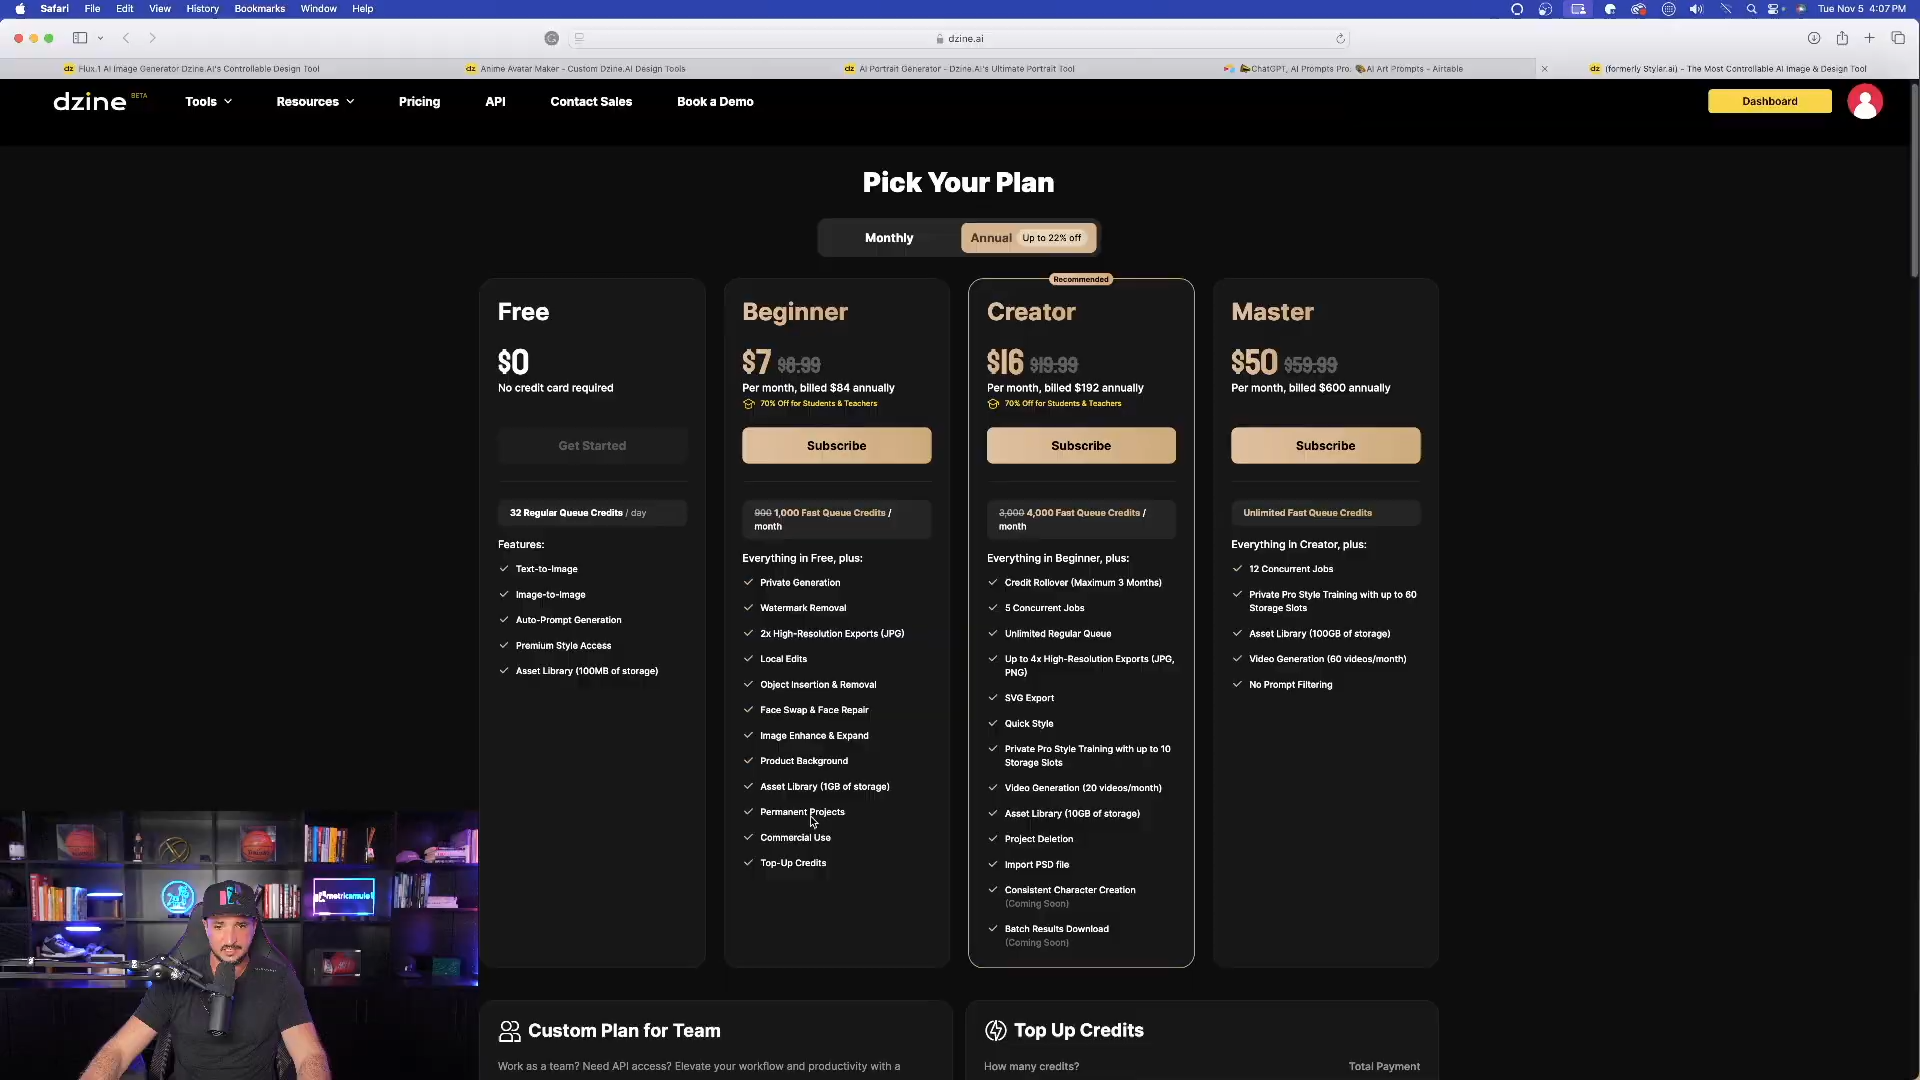 Safari File Edit View History Bookmarks Window Help
Tue Nov 5 4:07 PM
dzine.ai
dz Flux.1 AI Image Generator Dzine.AI's Controllable Design Tool
dz Anime Avatar Maker - Custom Dzine.AI Design Tools
dz AI Portrait Generator - Dzine.AI's Ultimate Portrait Tool
ChatGPT, AI Prompts Pro. AI Art Prompts - Airtable
dz (formerly Stylar.ai) - The Most Controllable AI Image & Design Tool
dzine BETA
Tools
Resources
Pricing
API
Contact Sales
Book a Demo
Dashboard
Pick Your Plan
Monthly
Annual Up to 22% off
Free
$0
No credit card required
Get Started
32 Regular Queue Credits / day
Features:
Text-to-Image
Image-to-Image
Auto-Prompt Generation
Premium Style Access
Asset Library (100MB of storage)
Beginner
$7 $8.99
Per month, billed $84 annually
70% Off for Students & Teachers
Subscribe
900 1,000 Fast Queue Credits /
month
Everything in Free, plus:
Private Generation
Watermark Removal
2x High-Resolution Exports (JPG)
Local Edits
Object Insertion & Removal
Face Swap & Face Repair
Image Enhance & Expand
Product Background
Asset Library (1GB of storage)
Permanent Projects
Commercial Use
Top-Up Credits
Recommended
Creator
$16 $19.99
Per month, billed $192 annually
70% Off for Students & Teachers
Subscribe
3,000 4,000 Fast Queue Credits /
month
Everything in Beginner, plus:
Credit Rollover (Maximum 3 Months)
5 Concurrent Jobs
Unlimited Regular Queue
Up to 4x High-Resolution Exports (JPG,
PNG)
SVG Export
Quick Style
Private Pro Style Training with up to 10
Storage Slots
Video Generation (20 videos/month)
Asset Library (10GB of storage)
Project Deletion
Import PSD file
Consistent Character Creation
(Coming Soon)
Batch Results Download
(Coming Soon)
Master
$50 $59.99
Per month, billed $600 annually
Subscribe
Unlimited Fast Queue Credits
Everything in Creator, plus:
12 Concurrent Jobs
Private Pro Style Training with up to 60
Storage Slots
Asset Library (100GB of storage)
Video Generation (60 videos/month)
No Prompt Filtering
Custom Plan for Team
Work as a team? Need API access? Elevate your workflow and productivity with a
Top Up Credits
How many credits?
Total Payment